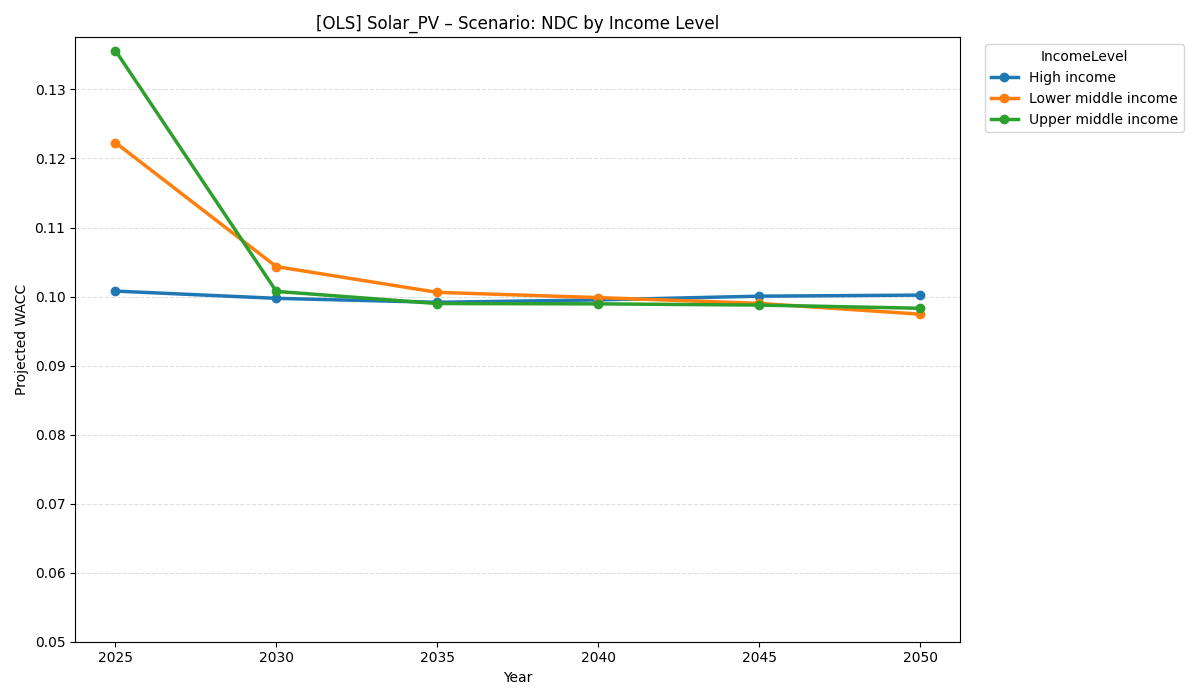 [OLS] Solar_PV – Scenario: NDC by Income Level
IncomeLevel
High income
Lower middle income
Upper middle income
Projected WACC
0.13
0.12
0.11
0.10
0.09
0.08
0.07
0.06
0.05
2025 2030 2035 2040 2045 2050
Year